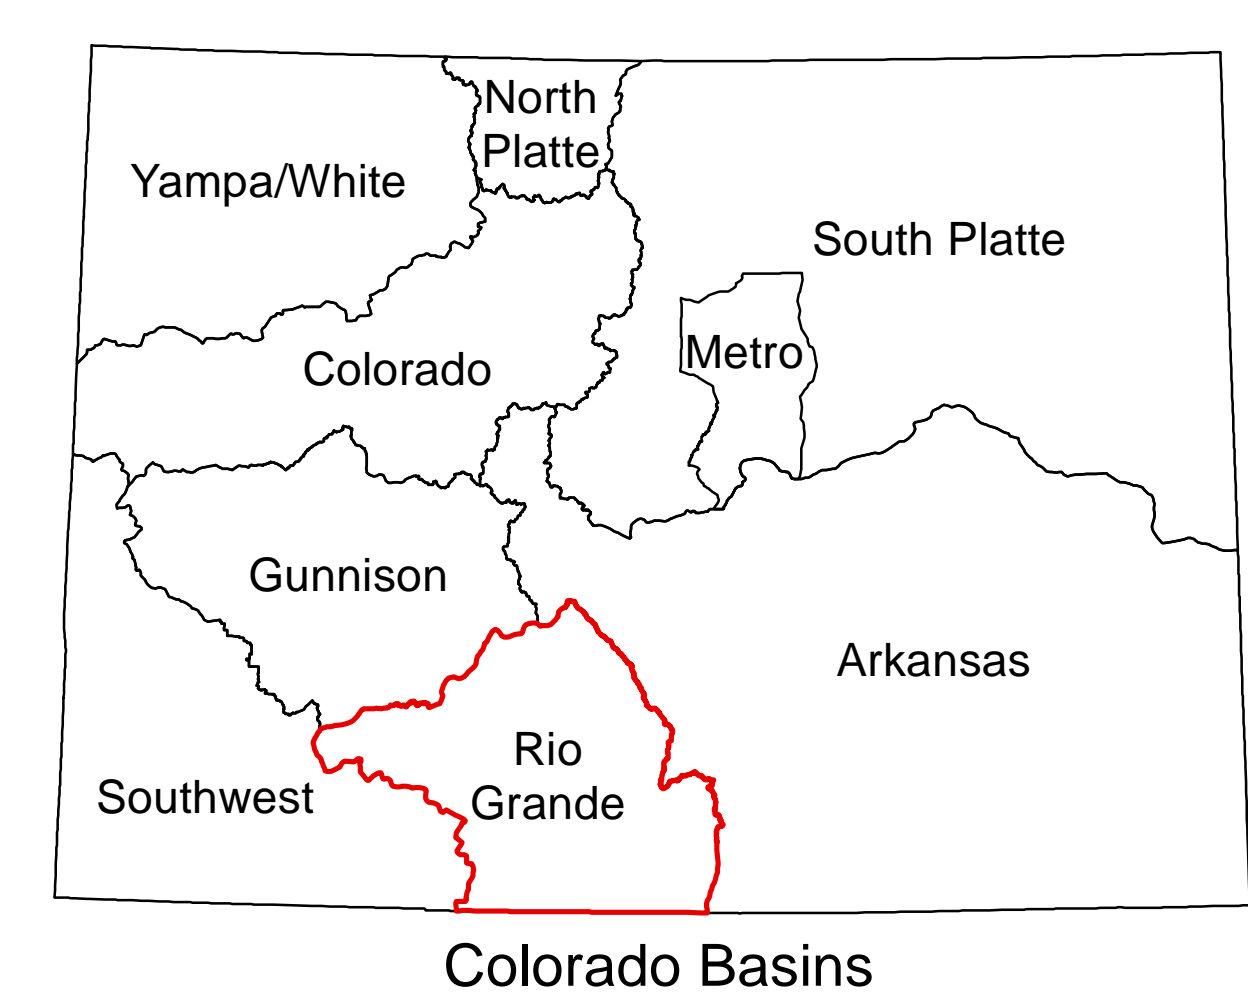 North
Platte
Yampa/White
South Platte
Metro
Colorado
Gunnison
Arkansas
Rio
Grande
Southwest
Colorado Basins